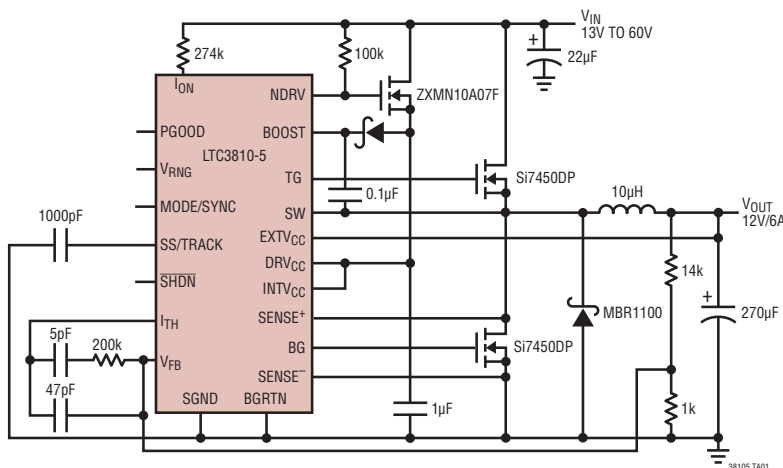 V_IN
13V TO 60V
274k
100k
22µF
+
I_ON
NDRV
ZXMN10A07F
PGOOD
BOOST
LTC3810-5
V_RNG
TG
Si7450DP
0.1µF
10µH
MODE/SYNC
SW
V_OUT
12V/6A
1000pF
EXTV_CC
SS/TRACK
DRV_CC
14k
SHDN
INTV_CC
+
270µF
I_TH
SENSE+
MBR1100
5pF
200k
BG
Si7450DP
V_FB
47pF
SENSE−
SGND
BGRTN
1µF
1k
38105 TA01